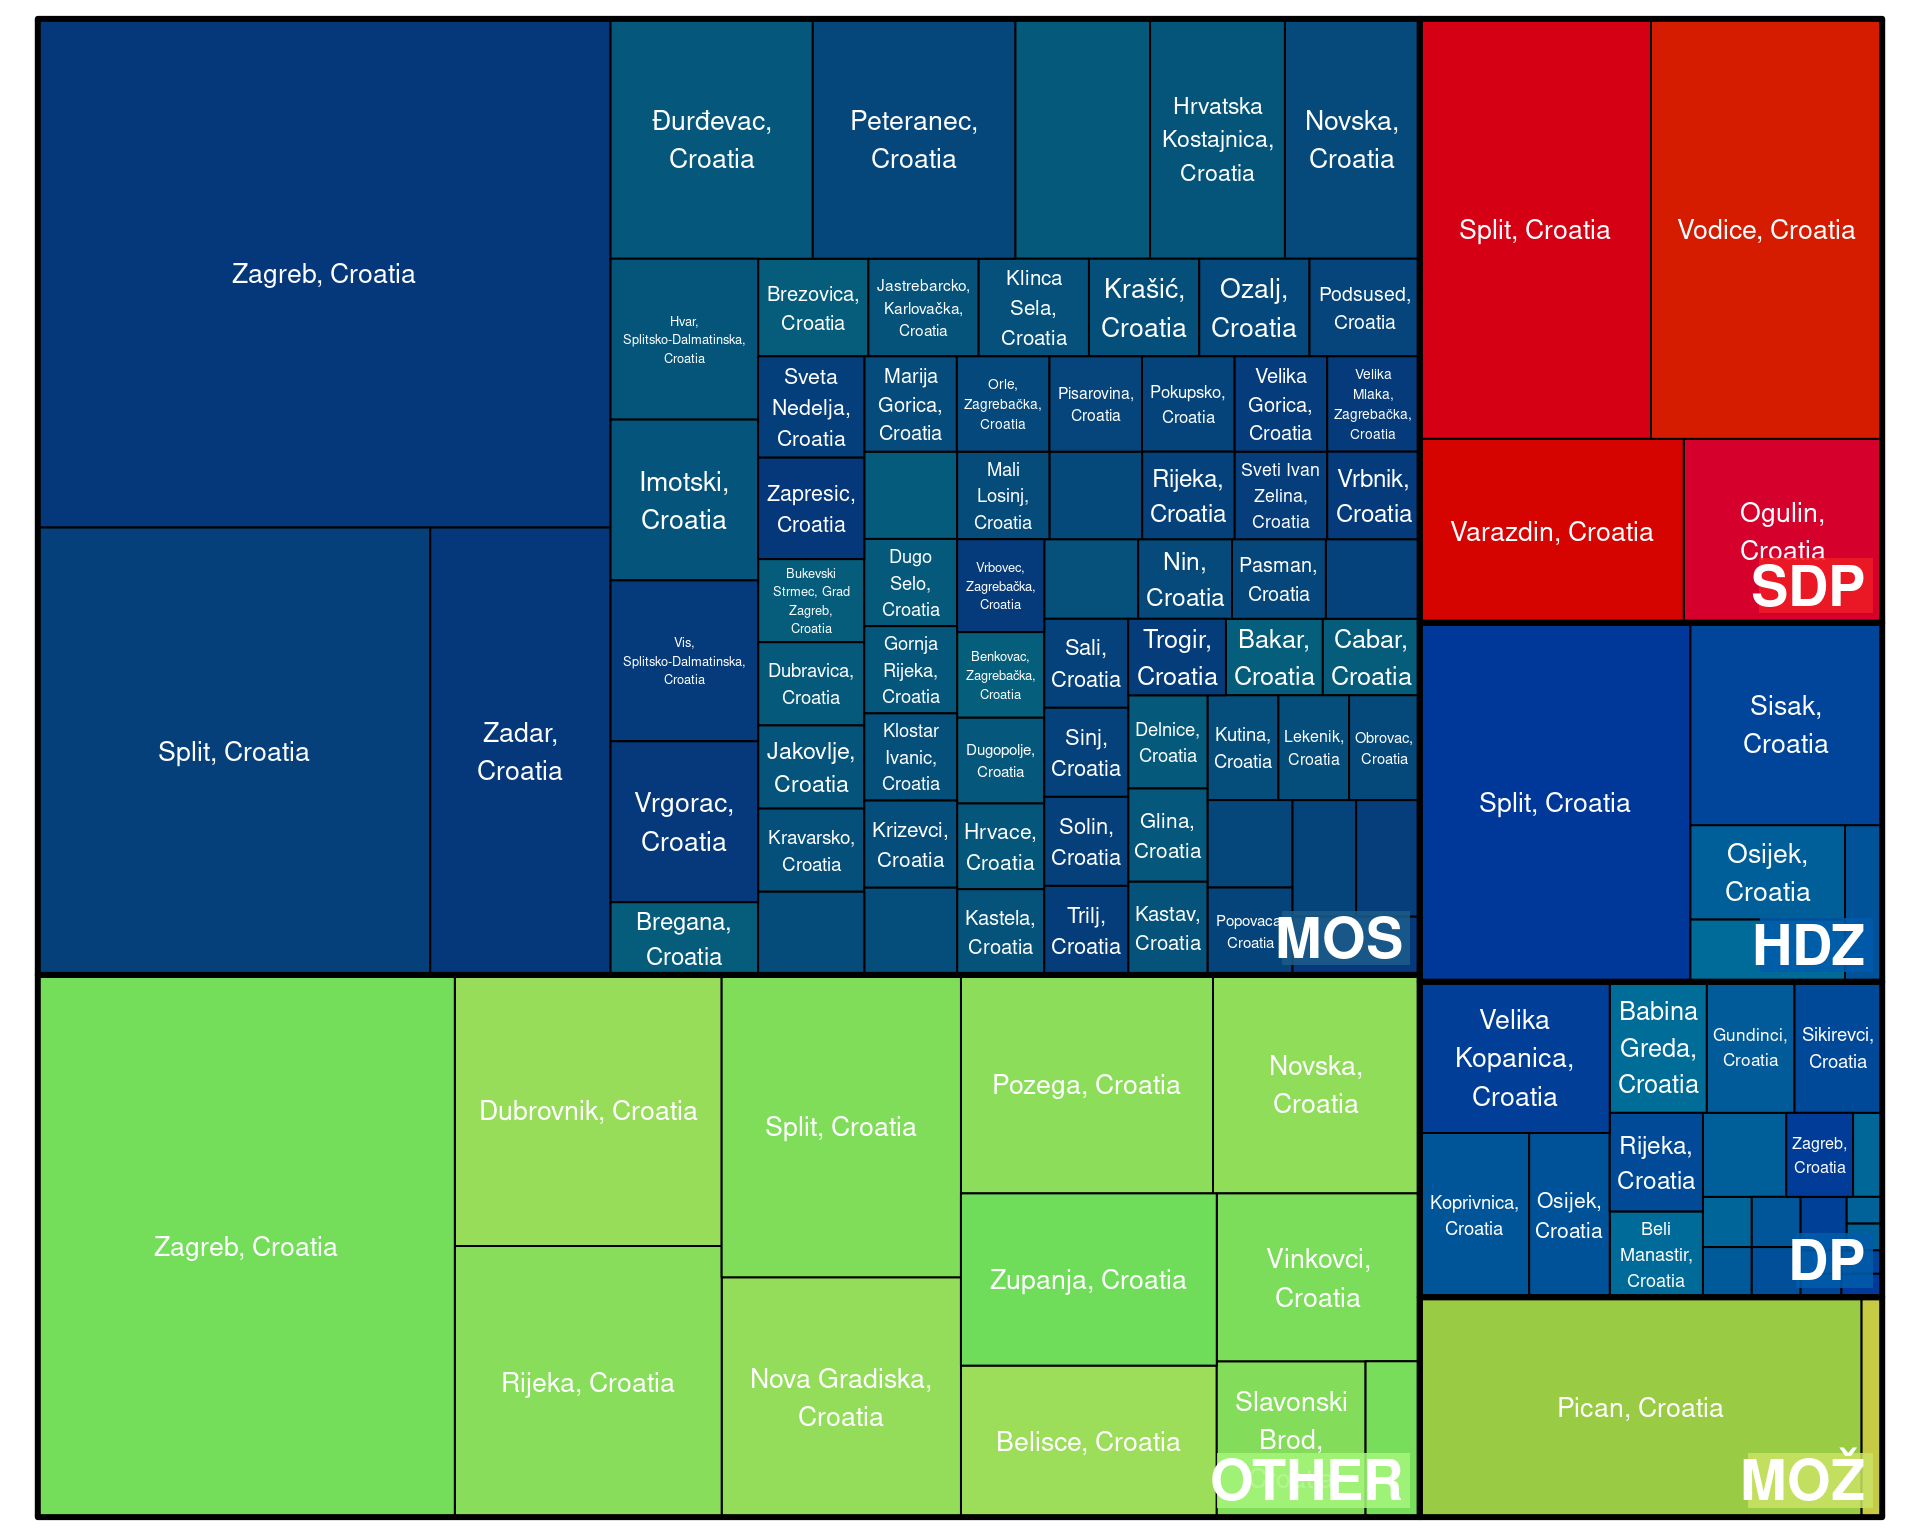 Zagreb, Croatia
Split, Croatia
Zadar,
Croatia
Đurđevac,
Croatia
Peteranec,
Croatia
Hrvatska
Kostajnica,
Croatia
Novska,
Croatia
Hvar,
Splitsko-Dalmatinska,
Croatia
Imotski,
Croatia
Vis,
Splitsko-Dalmatinska,
Croatia
Vrgorac,
Croatia
Bregana,
Croatia
Brezovica,
Croatia
Jastrebarcko,
Karlovačka,
Croatia
Klinca
Sela,
Croatia
Krašić,
Croatia
Ozalj,
Croatia
Podsused,
Croatia
Sveta
Nedelja,
Croatia
Zapresic,
Croatia
Bukevski
Strmec, Grad
Zagreb,
Croatia
Dubravica,
Croatia
Jakovlje,
Croatia
Kravarsko,
Croatia
Marija
Gorica,
Croatia
Orle,
Zagrebačka,
Croatia
Pisarovina,
Croatia
Pokupsko,
Croatia
Velika
Gorica,
Croatia
Velika
Mlaka,
Zagrebačka,
Croatia
Mali
Losinj,
Croatia
Rijeka,
Croatia
Sveti Ivan
Zelina,
Croatia
Vrbnik,
Croatia
Dugo
Selo,
Croatia
Gornja
Rijeka,
Croatia
Klostar
Ivanic,
Croatia
Krizevci,
Croatia
Vrbovec,
Zagrebačka,
Croatia
Benkovac,
Zagrebačka,
Croatia
Dugopolje,
Croatia
Hrvace,
Croatia
Kastela,
Croatia
Nin,
Croatia
Pasman,
Croatia
Sali,
Croatia
Sinj,
Croatia
Solin,
Croatia
Trilj,
Croatia
Trogir,
Croatia
Bakar,
Croatia
Cabar,
Croatia
Delnice,
Croatia
Glina,
Croatia
Kastav,
Croatia
Kutina,
Croatia
Lekenik,
Croatia
Obrovac,
Croatia
Popovaca,
Croatia
MOS
Split, Croatia
Vodice, Croatia
Varazdin, Croatia
Ogulin,
Croatia
SDP
Split, Croatia
Sisak,
Croatia
Osijek,
Croatia
HDZ
Velika
Kopanica,
Croatia
Koprivnica,
Croatia
Osijek,
Croatia
Babina
Greda,
Croatia
Gundinci,
Croatia
Sikirevci,
Croatia
Rijeka,
Croatia
Beli
Manastir,
Croatia
Zagreb,
Croatia
DP
Zagreb, Croatia
Dubrovnik, Croatia
Rijeka, Croatia
Split, Croatia
Nova Gradiska,
Croatia
Pozega, Croatia
Novska,
Croatia
Zupanja, Croatia
Belisce, Croatia
Vinkovci,
Croatia
Slavonski
Brod,
Croatia
OTHER
Pican, Croatia
MOŽ